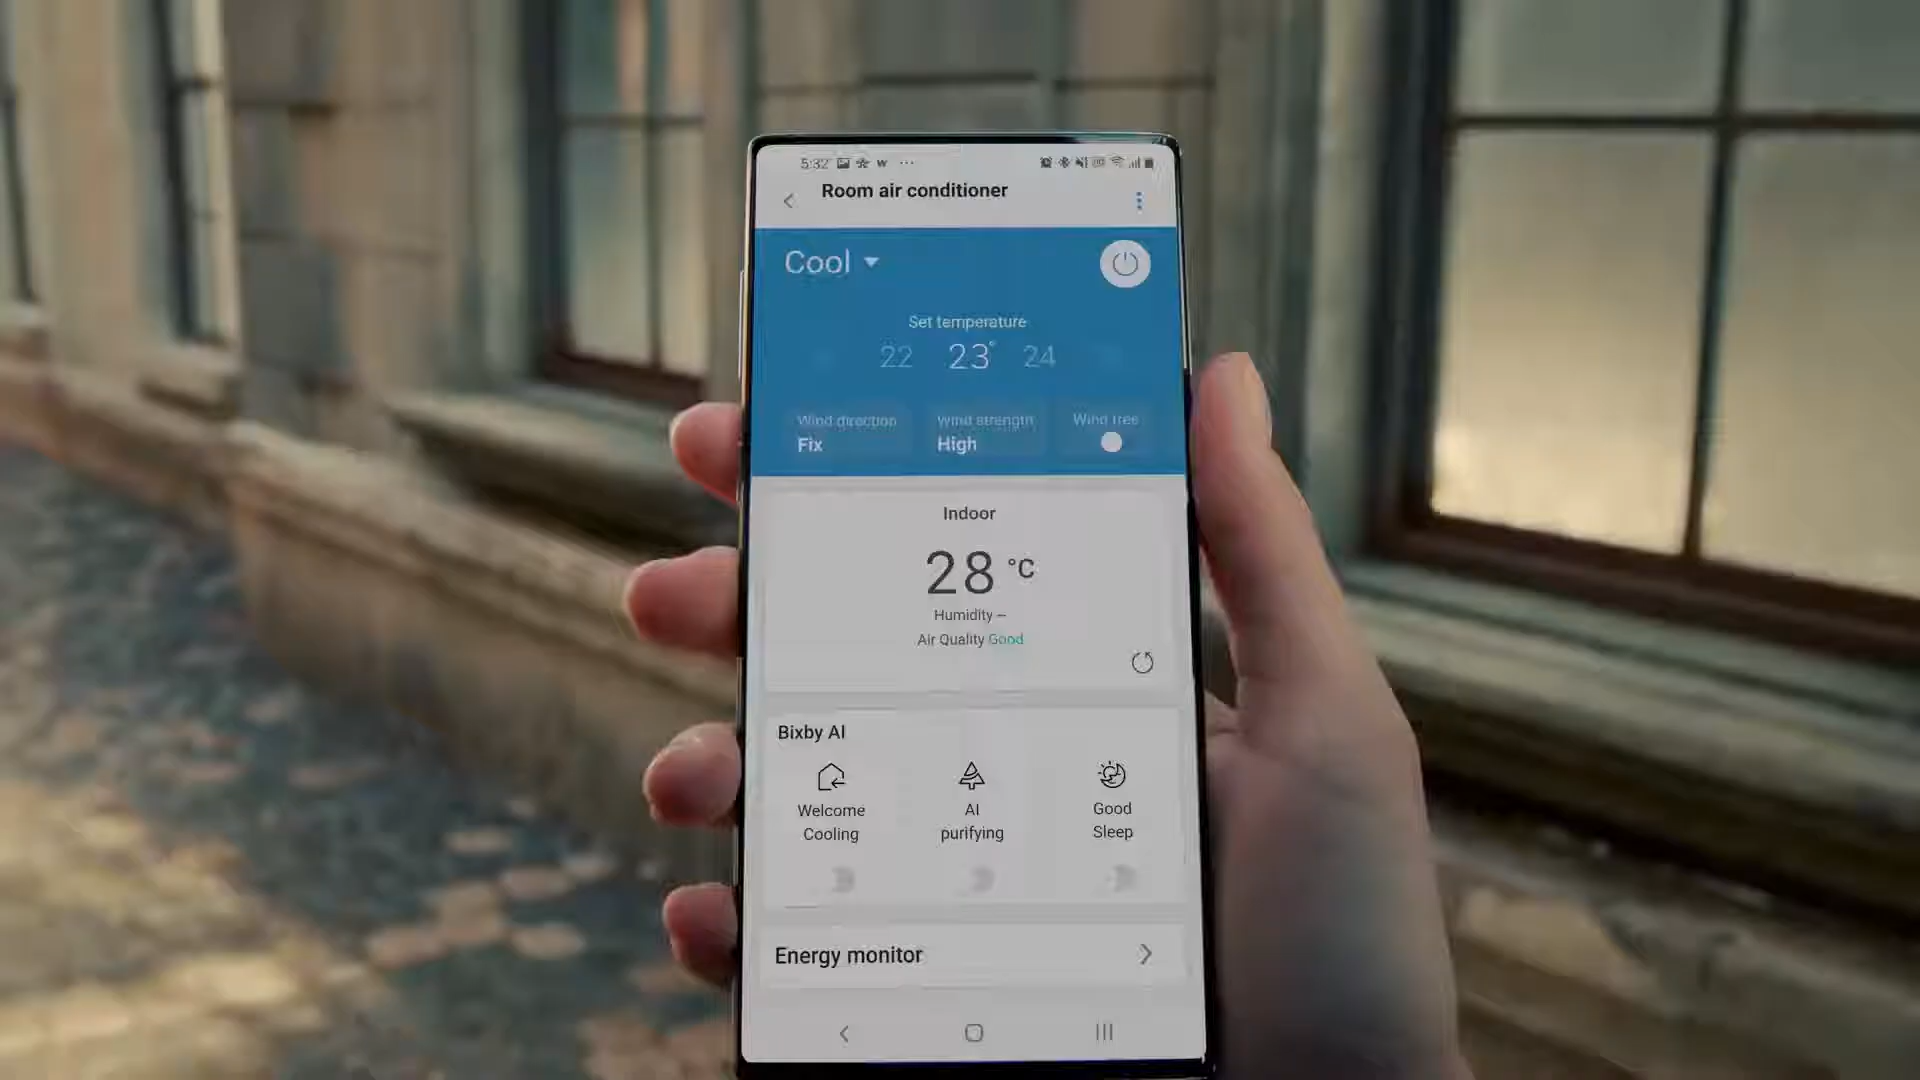 5:32 W ...
Room air conditioner
Cool
Set temperature
22 23° 24
Wind direction Wind strength Wind free
Fix High
Indoor
28 °C
Humidity –
Air Quality Good
Bixby AI
Welcome Cooling
AI purifying
Good Sleep
Energy monitor